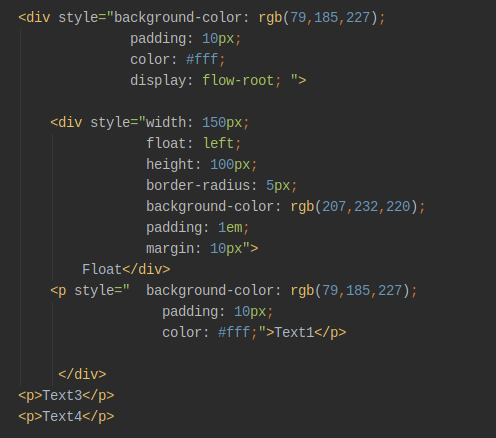 <div style="background-color: rgb(79,185,227);
padding: 10px;
color: #fff;
display: flow-root; ">
<div style="width: 150px;
float: left;
height: 100px;
border-radius: 5px;
background-color: rgb(207,232,220);
padding: 1em;
margin: 10px">
Float</div>
<p style="  background-color: rgb(79,185,227);
padding: 10px;
color: #fff;">Text1</p>
</div>
<p>Text3</p>
<p>Text4</p>